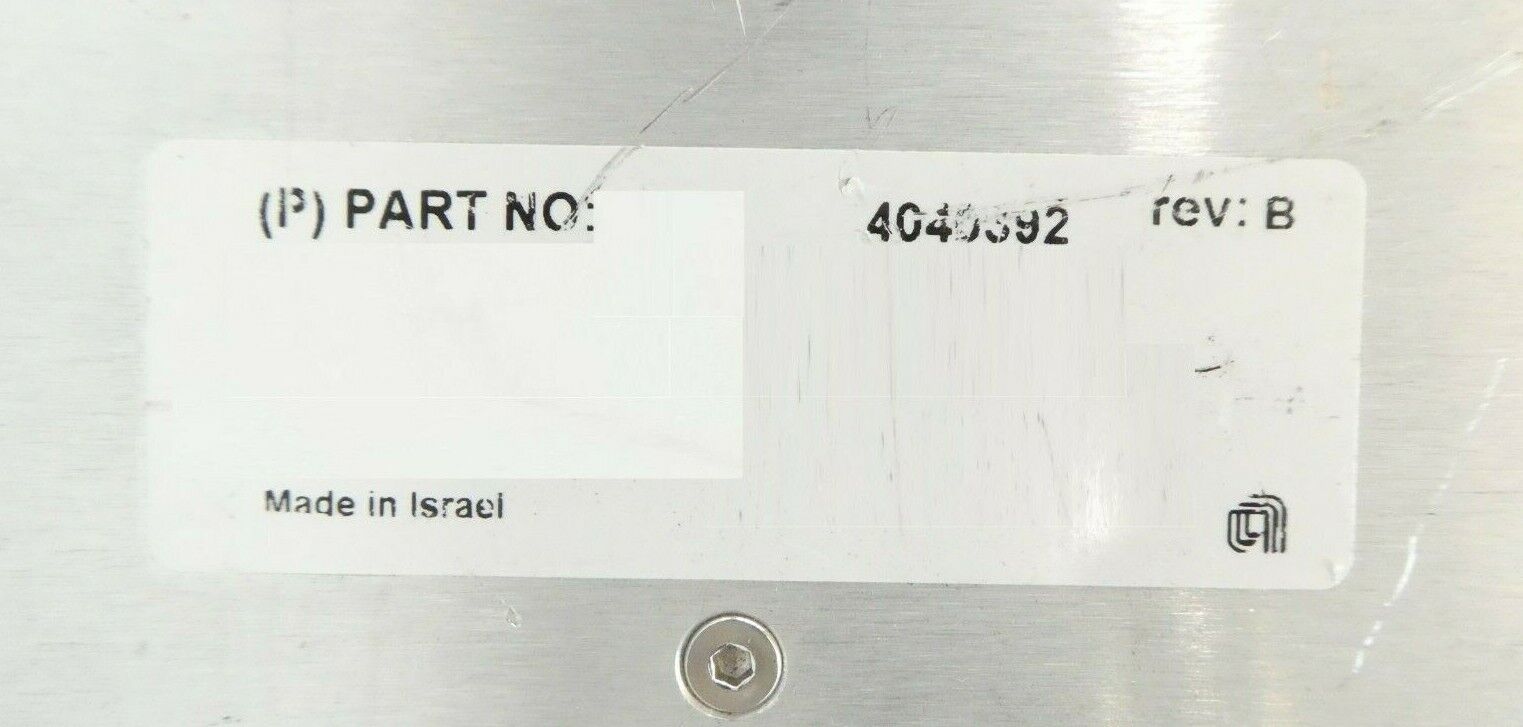 (P) PART NO: rev: B
Made in Israel